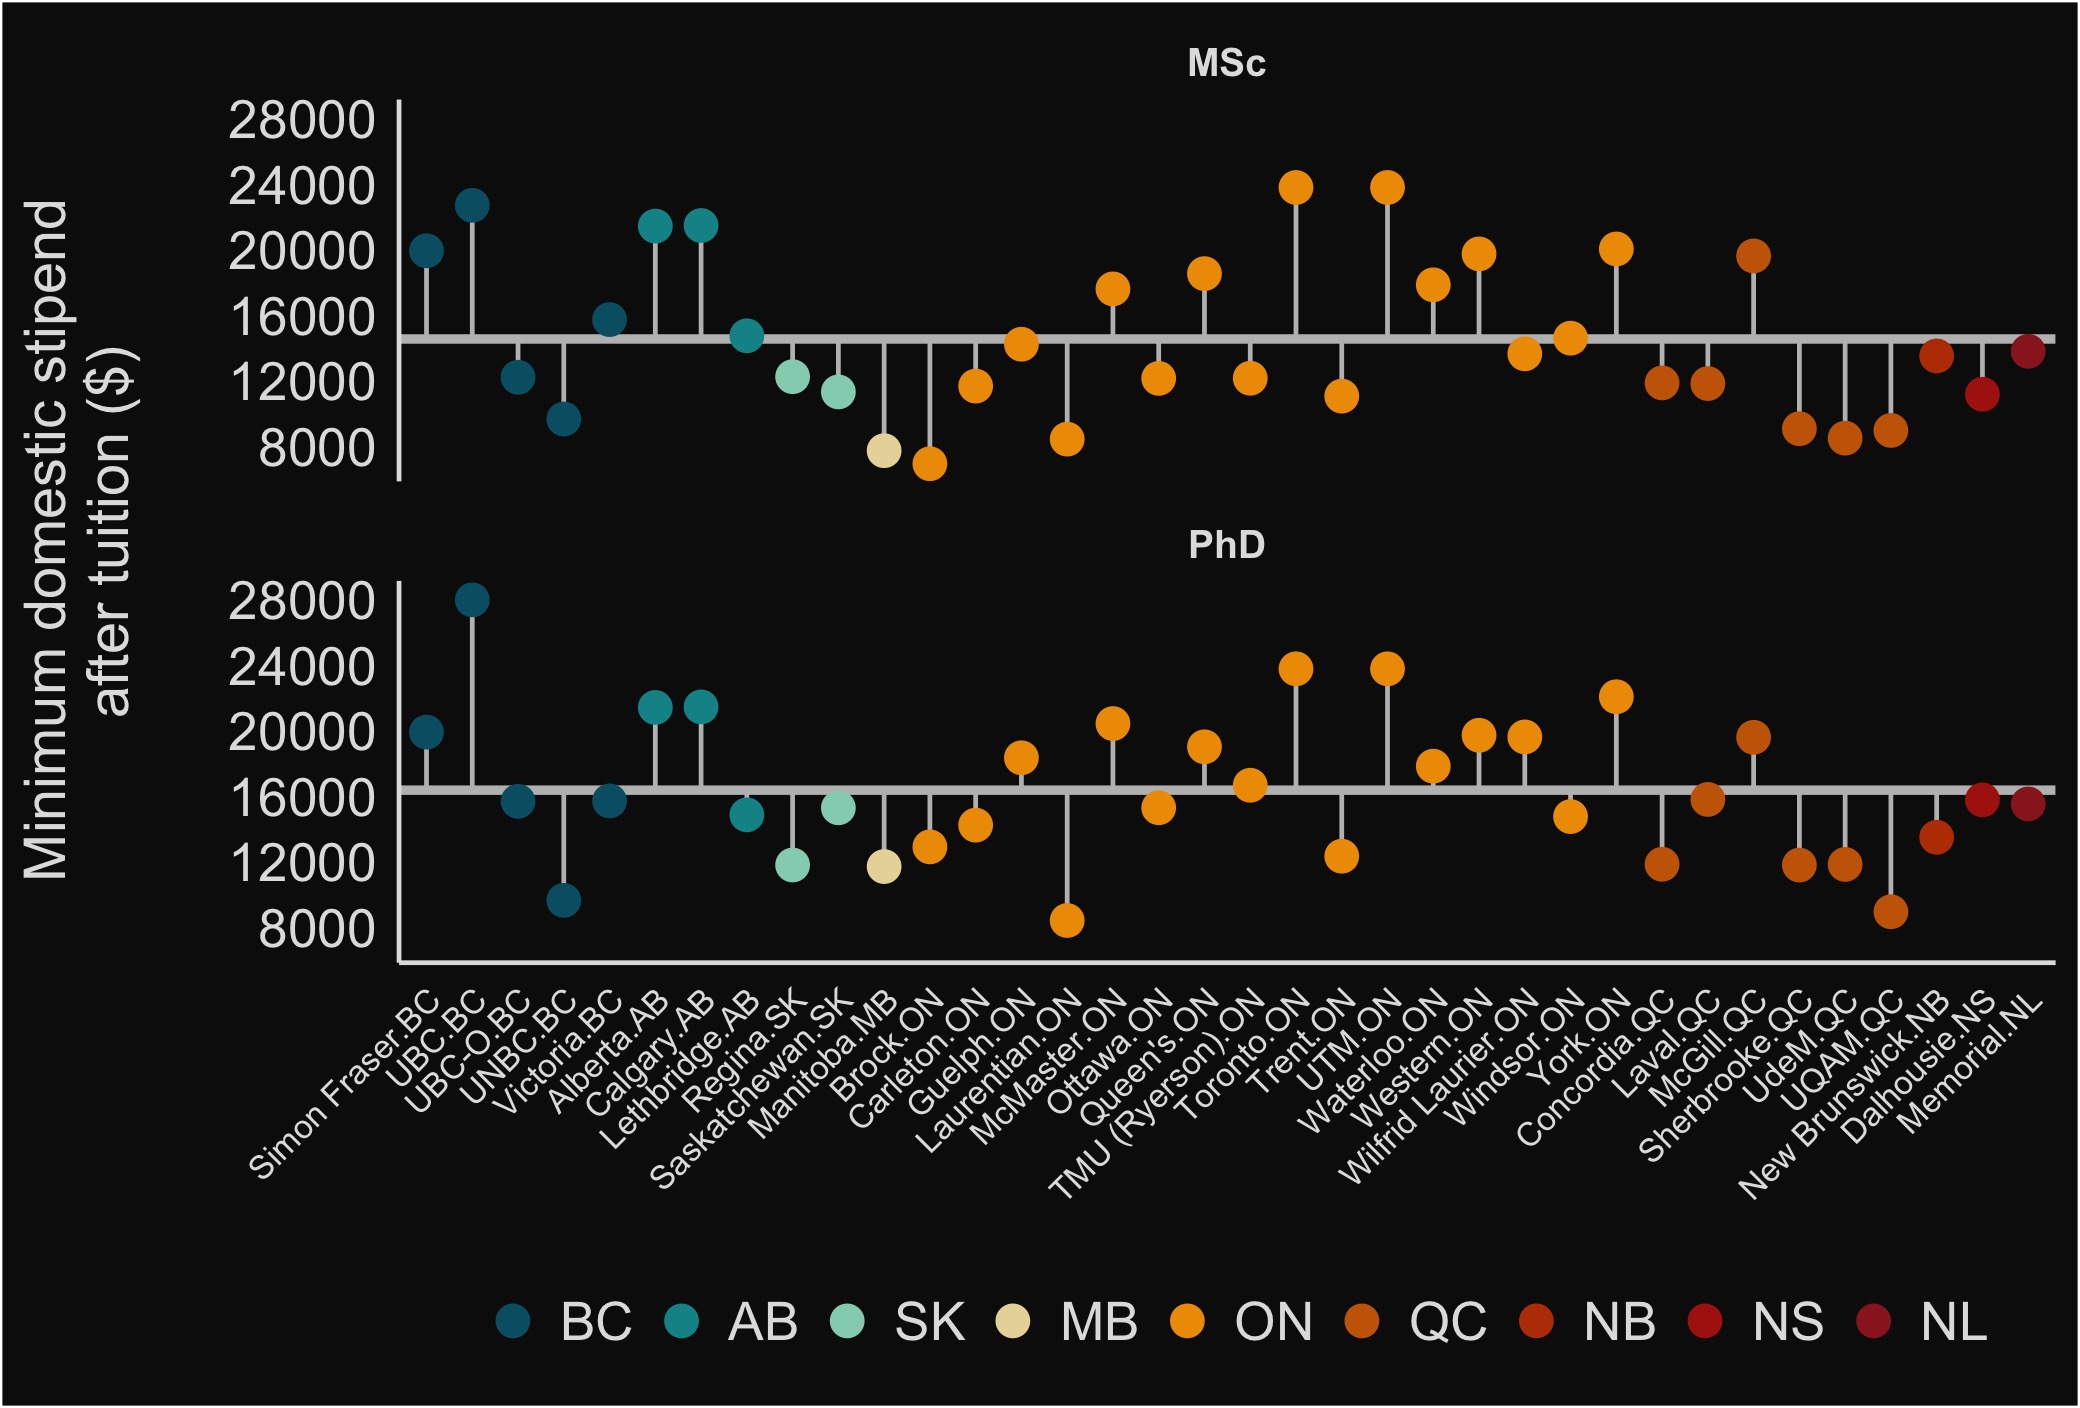 MSc
28000
24000
20000
16000
12000
8000
Minimum domestic stipend
after tuition ($)
PhD
28000
24000
20000
16000
12000
8000
Simon Fraser.BC
UBC.BC
UBC-O.BC
UNBC.BC
Victoria.BC
Alberta.AB
Calgary.AB
Lethbridge.AB
Regina.SK
Saskatchewan.SK
Manitoba.MB
Brock.ON
Carleton.ON
Guelph.ON
Laurentian.ON
McMaster.ON
Ottawa.ON
Queen's.ON
TMU (Ryerson).ON
Toronto.ON
Trent.ON
UTM.ON
Waterloo.ON
Western.ON
Wilfrid Laurier.ON
Windsor.ON
York.ON
Concordia.QC
Laval.QC
McGill.QC
Sherbrooke.QC
UdeM.QC
UQAM.QC
New Brunswick.NB
Dalhousie.NS
Memorial.NL
BC AB SK MB ON QC NB NS NL